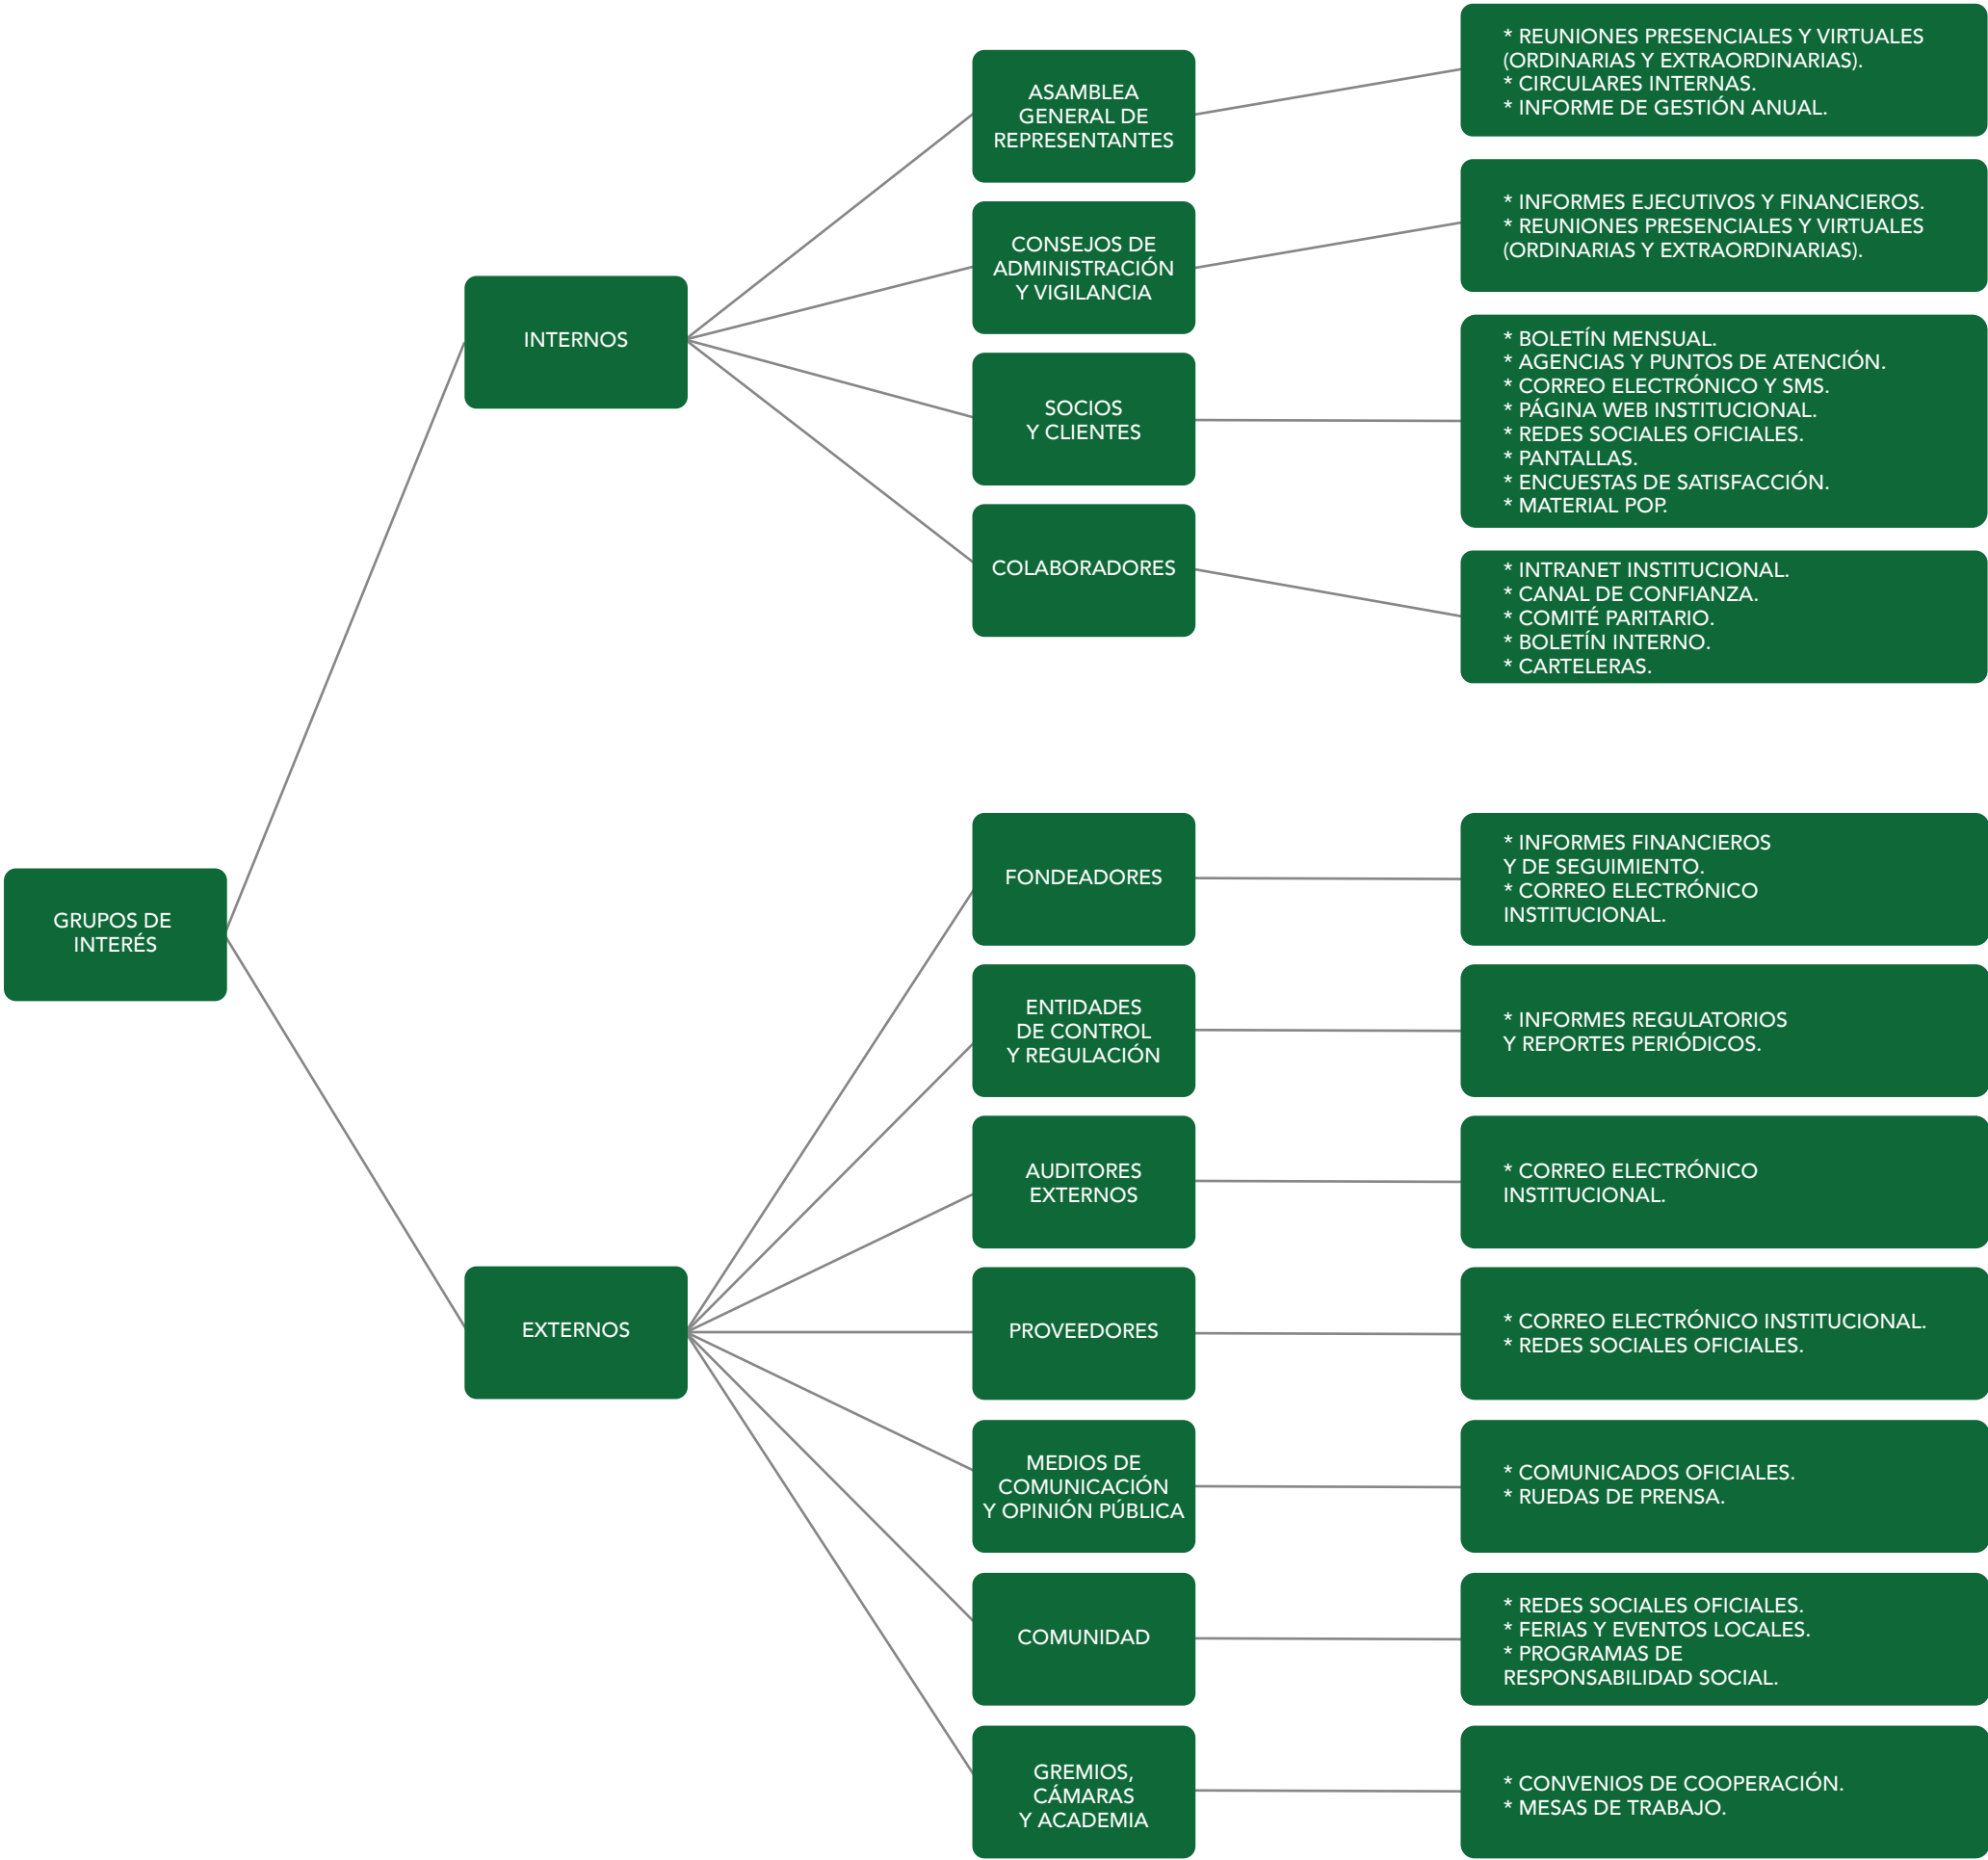 GRUPOS DE
INTERÉS
INTERNOS
ASAMBLEA
GENERAL DE
REPRESENTANTES
* REUNIONES PRESENCIALES Y VIRTUALES
(ORDINARIAS Y EXTRAORDINARIAS).
* CIRCULARES INTERNAS.
* INFORME DE GESTIÓN ANUAL.
CONSEJOS DE
ADMINISTRACIÓN
Y VIGILANCIA
* INFORMES EJECUTIVOS Y FINANCIEROS.
* REUNIONES PRESENCIALES Y VIRTUALES
(ORDINARIAS Y EXTRAORDINARIAS).
SOCIOS
Y CLIENTES
* BOLETÍN MENSUAL.
* AGENCIAS Y PUNTOS DE ATENCIÓN.
* CORREO ELECTRÓNICO Y SMS.
* PÁGINA WEB INSTITUCIONAL.
* REDES SOCIALES OFICIALES.
* PANTALLAS.
* ENCUESTAS DE SATISFACCIÓN.
* MATERIAL POP.
COLABORADORES
* INTRANET INSTITUCIONAL.
* CANAL DE CONFIANZA.
* COMITÉ PARITARIO.
* BOLETÍN INTERNO.
* CARTELERAS.
EXTERNOS
FONDEADORES
* INFORMES FINANCIEROS
Y DE SEGUIMIENTO.
* CORREO ELECTRÓNICO
INSTITUCIONAL.
ENTIDADES
DE CONTROL
Y REGULACIÓN
* INFORMES REGULATORIOS
Y REPORTES PERIÓDICOS.
AUDITORES
EXTERNOS
* CORREO ELECTRÓNICO
INSTITUCIONAL.
PROVEEDORES
* CORREO ELECTRÓNICO INSTITUCIONAL.
* REDES SOCIALES OFICIALES.
MEDIOS DE
COMUNICACIÓN
Y OPINIÓN PÚBLICA
* COMUNICADOS OFICIALES.
* RUEDAS DE PRENSA.
COMUNIDAD
* REDES SOCIALES OFICIALES.
* FERIAS Y EVENTOS LOCALES.
* PROGRAMAS DE
RESPONSABILIDAD SOCIAL.
GREMIOS,
CÁMARAS
Y ACADEMIA
* CONVENIOS DE COOPERACIÓN.
* MESAS DE TRABAJO.